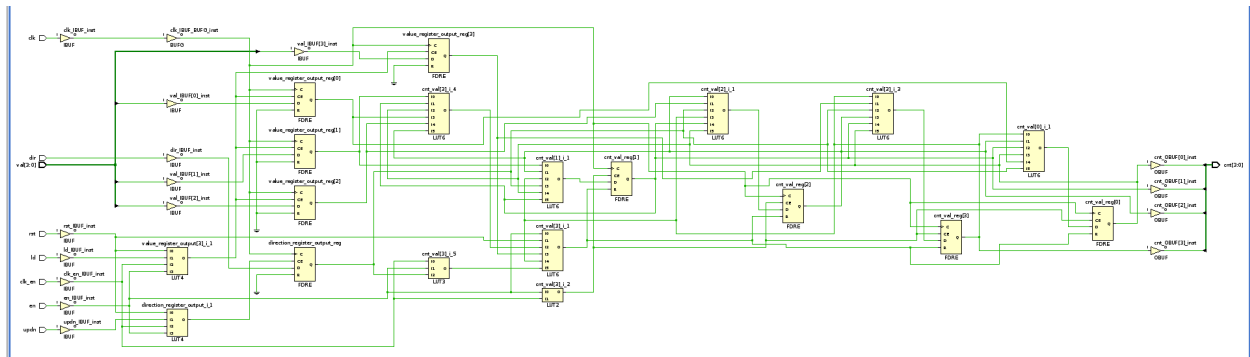 clk
clk_IBUF_inst
IBUF
clk_IBUF_BUFG_inst
BUFG
val_IBUF[3]_inst
IBUF
value_register_output_reg[3]
C
CE
D
R
Q
FDRE
value_register_output_reg[0]
C
CE
D
R
Q
FDRE
val_IBUF[0]_inst
IBUF
value_register_output_reg[1]
C
CE
D
R
Q
FDRE
dir
val[3:0]
dir_IBUF_inst
IBUF
val_IBUF[1]_inst
IBUF
value_register_output_reg[2]
C
CE
D
R
Q
FDRE
val_IBUF[2]_inst
IBUF
rst
rst_IBUF_inst
IBUF
ld
ld_IBUF_inst
IBUF
clk_en
clk_en_IBUF_inst
IBUF
en
en_IBUF_inst
IBUF
updn
updn_IBUF_inst
IBUF
value_register_output[3]_i_1
LUT4
direction_register_output_i_1
LUT4
direction_register_output_reg
C
CE
D
R
Q
FDRE
cnt_val[3]_i_4
LUT6
cnt_val[3]_i_5
LUT3
cnt_val[1]_i_1
LUT6
cnt_val[3]_i_1
LUT6
cnt_val[3]_i_2
LUT2
cnt_val_reg[1]
FDRE
cnt_val[2]_i_1
LUT6
cnt_val_reg[2]
FDRE
cnt_val[3]_i_3
LUT6
cnt_val_reg[3]
FDRE
cnt_val[0]_i_1
LUT6
cnt_val_reg[0]
FDRE
cnt_OBUF[0]_inst
OBUF
cnt_OBUF[1]_inst
OBUF
cnt_OBUF[2]_inst
OBUF
cnt_OBUF[3]_inst
OBUF
cnt[3:0]